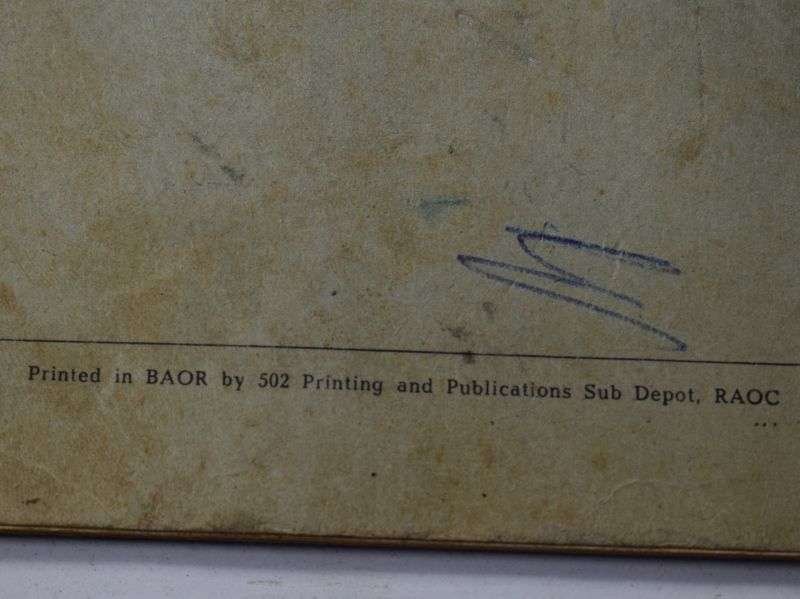 Printed in BAOR by 502 Printing and Publications Sub Depot, RAOC
...